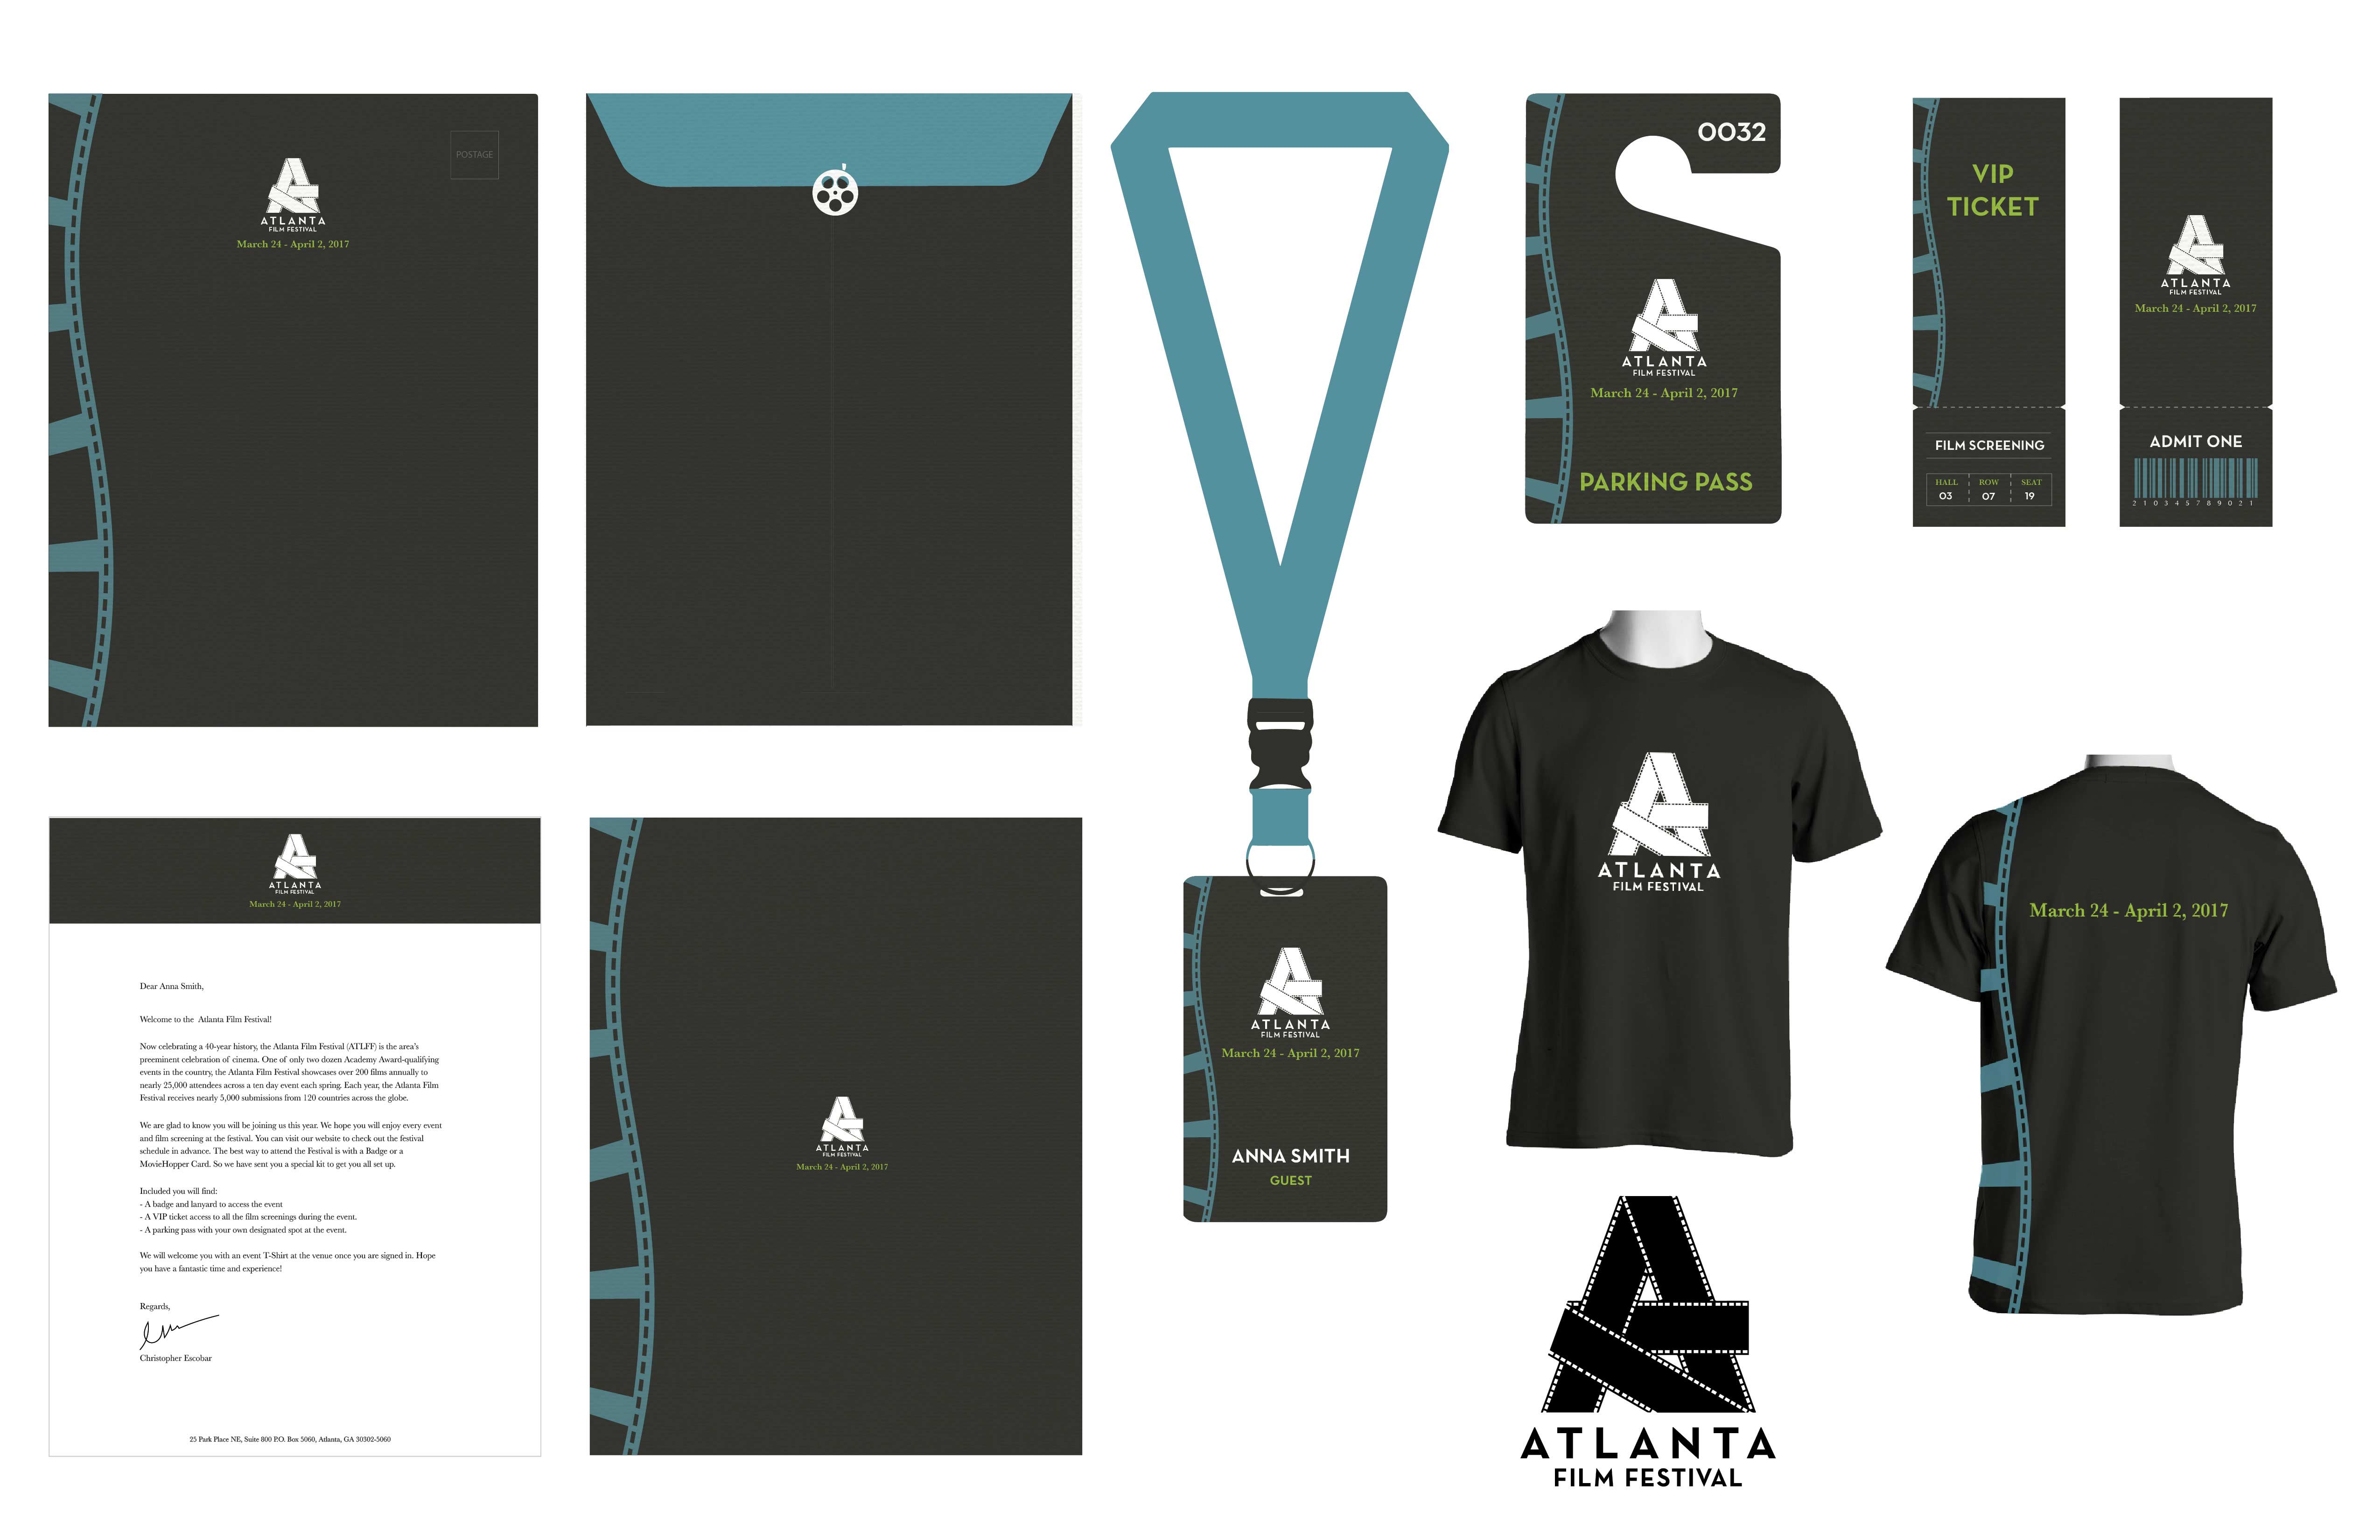 POSTAGE
ATLANTA
FILM FESTIVAL
March 24 - April 2, 2017
0032
ATLANTA
FILM FESTIVAL
March 24 - April 2, 2017
PARKING PASS
VIP
TICKET
FILM SCREENING
HALL ROW SEAT
03 07 19
ATLANTA
FILM FESTIVAL
March 24 - April 2, 2017
ADMIT ONE
2 1 0 3 4 5 7 8 9 0 2 1
ATLANTA
FILM FESTIVAL
March 24 - April 2, 2017
Dear Anna Smith,
Welcome to the Atlanta Film Festival!
Now celebrating a 40-year history, the Atlanta Film Festival (ATLFF) is the area's
preeminent celebration of cinema. One of only two dozen Academy Award-qualifying
events in the country, the Atlanta Film Festival showcases over 200 films annually to
nearly 25,000 attendees across a ten day event each spring. Each year, the Atlanta Film
Festival receives nearly 5,000 submissions from 120 countries across the globe.
We are glad to know you will be joining us this year. We hope you will enjoy every event
and film screening at the festival. You can visit our website to check out the festival
schedule in advance. The best way to attend the Festival is with a Badge or a
MovieHopper Card. So we have sent you a special kit to get you all set up.
Included you will find:
- A badge and lanyard to access the event
- A VIP ticket access to all the film screenings during the event.
- A parking pass with your own designated spot at the event.
We will welcome you with an event T-Shirt at the venue once you are signed in. Hope
you have a fantastic time and experience!
Regards,
Christopher Escobar
25 Park Place NE, Suite 800 P.O. Box 5060, Atlanta, GA 30302-5060
ATLANTA
FILM FESTIVAL
March 24 - April 2, 2017
ATLANTA
FILM FESTIVAL
March 24 - April 2, 2017
ANNA SMITH
GUEST
ATLANTA
FILM FESTIVAL
March 24 - April 2, 2017
ATLANTA
FILM FESTIVAL